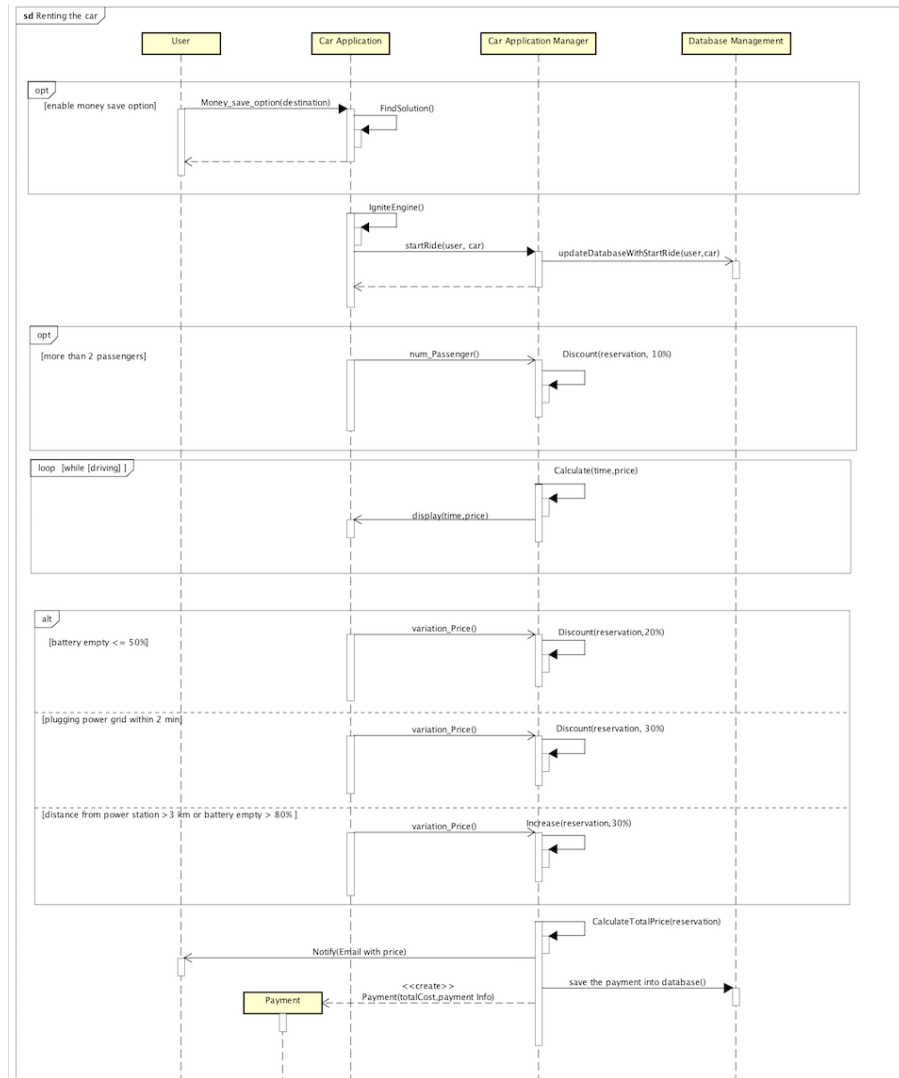 sd Renting the car
User
Car Application
Car Application Manager
Database Management
opt
[enable money save option]
Money_save_option(destination)
FindSolution()
IgniteEngine()
startRide(user, car)
updateDatabaseWithStartRide(user,car)
opt
[more than 2 passengers]
num_Passenger()
Discount(reservation, 10%)
loop [while [driving] ]
Calculate(time,price)
display(time,price)
alt
[battery empty <= 50%]
variation_Price()
Discount(reservation,20%)
[plugging power grid within 2 min]
variation_Price()
Discount(reservation, 30%)
[distance from power station >3 km or battery empty > 80% ]
variation_Price()
Increase(reservation,30%)
CalculateTotalPrice(reservation)
Notify(Email with price)
save the payment into database()
<<create>>
Payment(totalCost,payment Info)
Payment